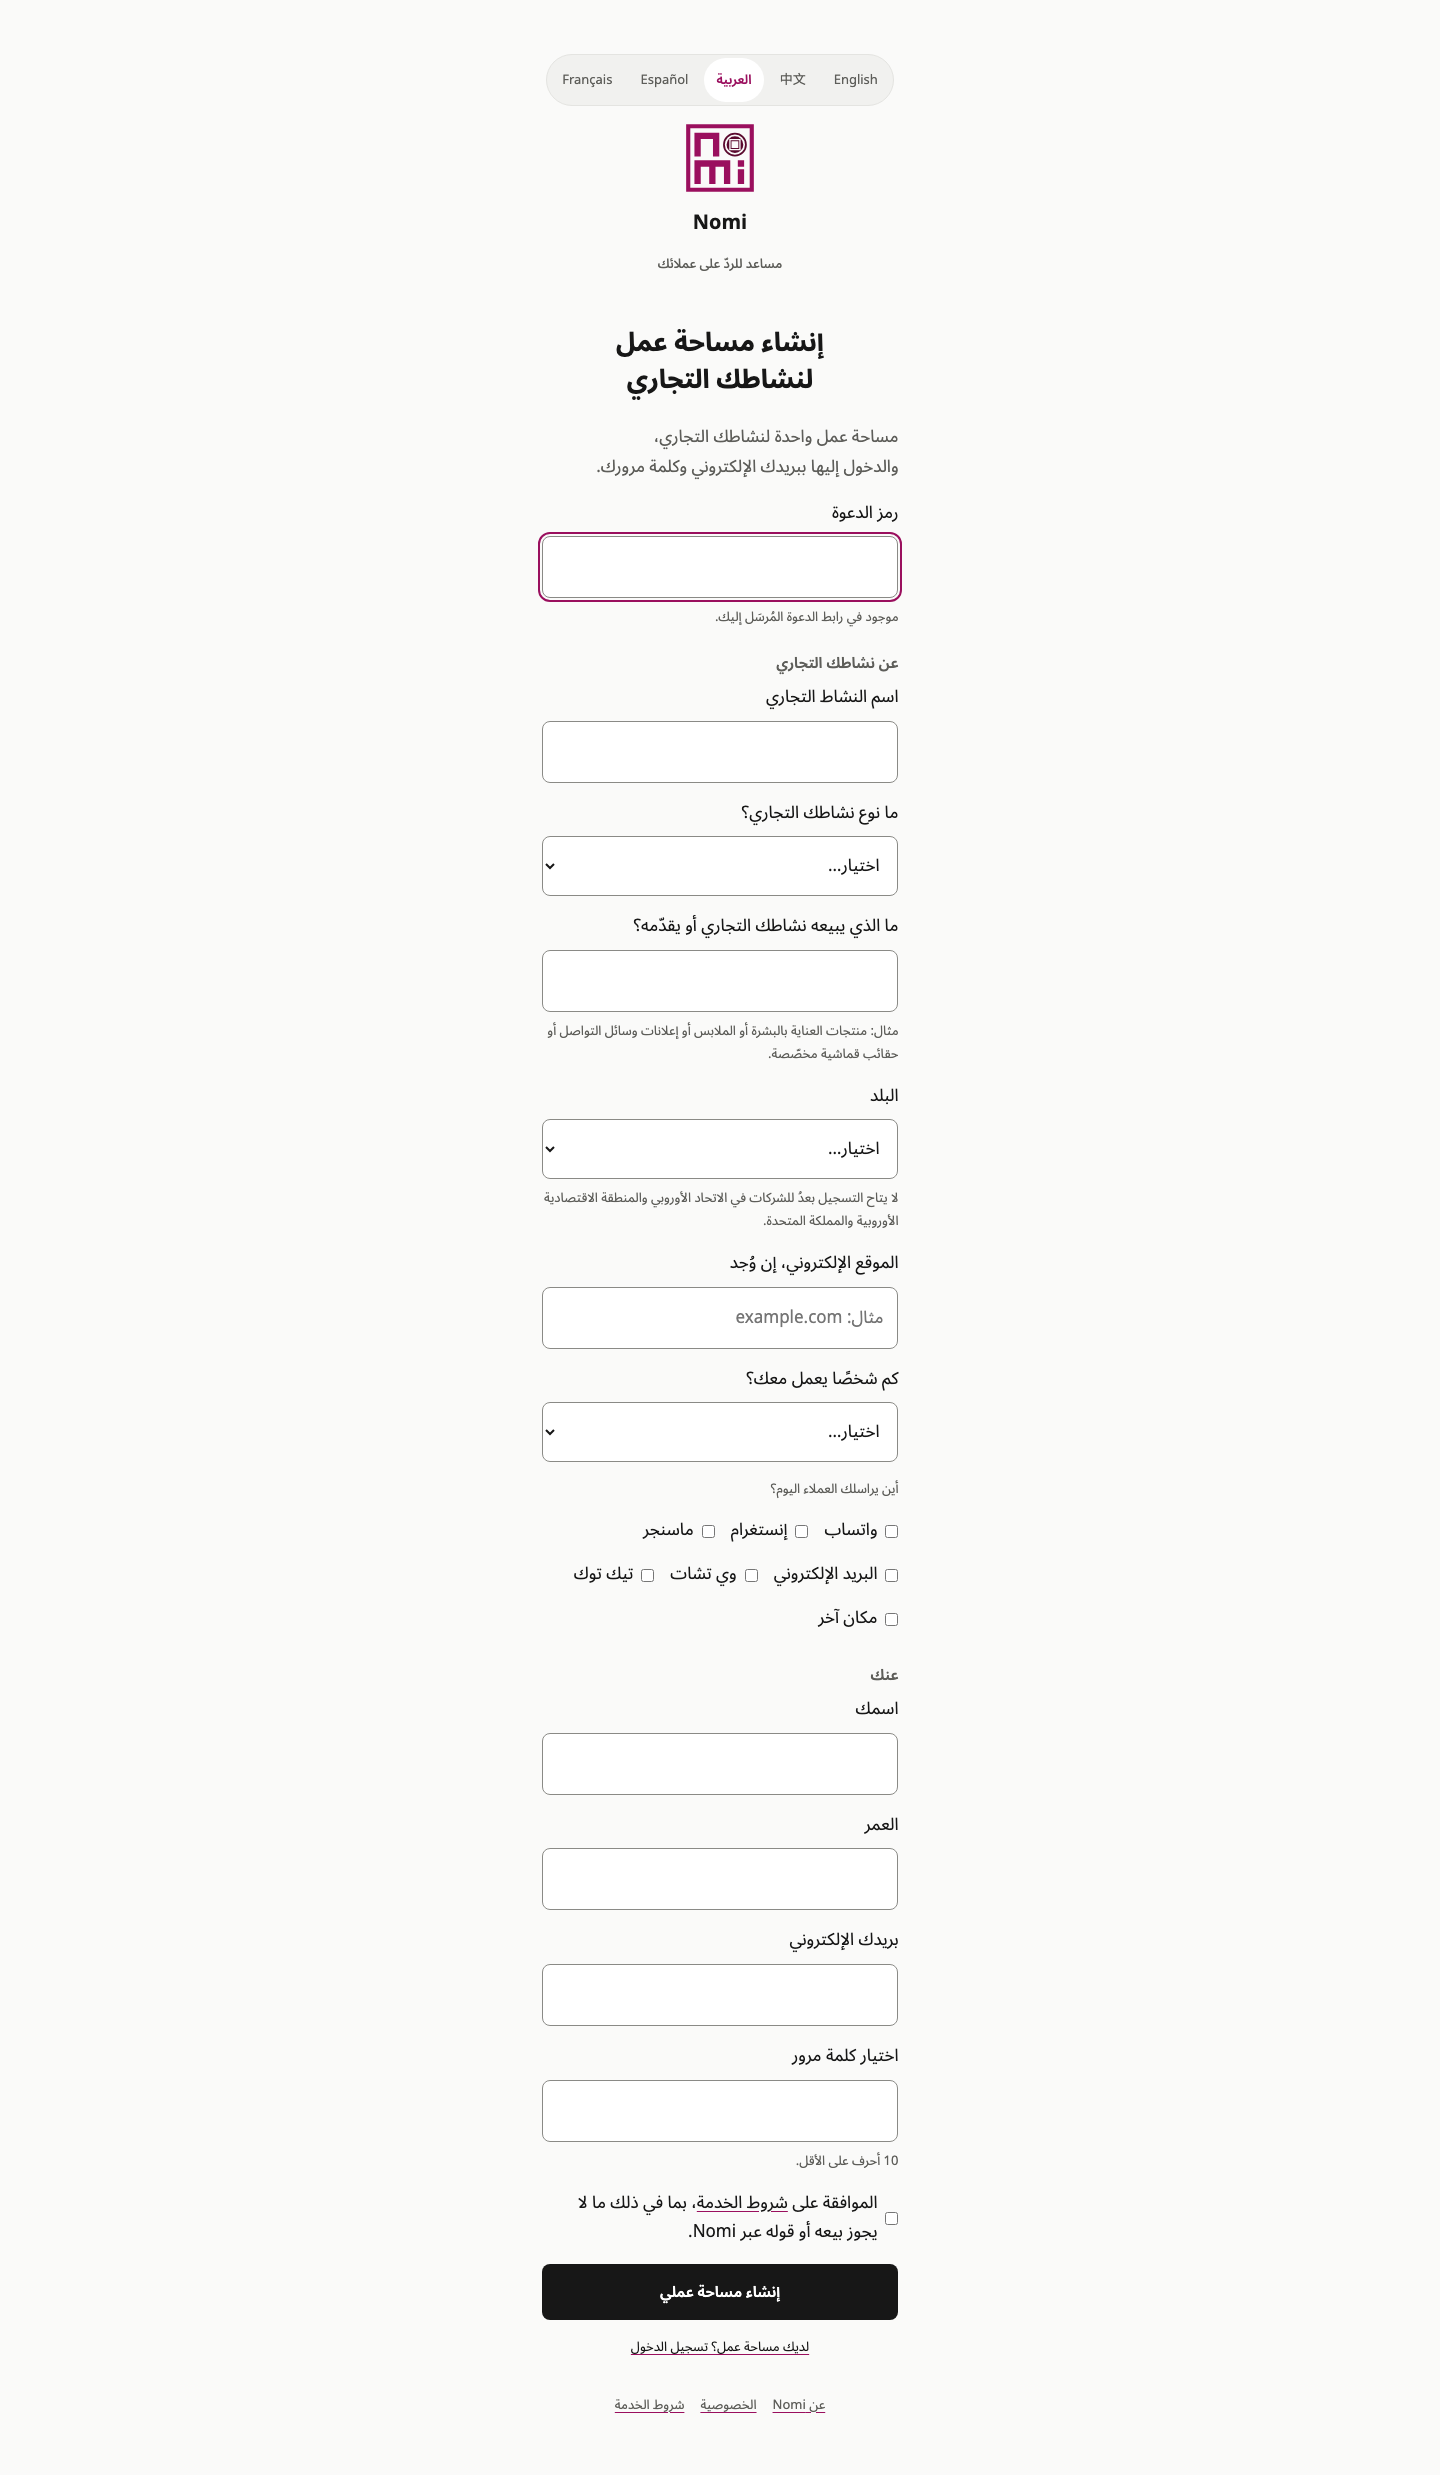 English 中文 العربية Español Français
nomi
Nomi
مساعد للردّ على عملائك
إنشاء مساحة عمل
لنشاطك التجاري
مساحة عمل واحدة لنشاطك التجاري،
والدخول إليها ببريدك الإلكتروني وكلمة مرورك.
رمز الدعوة
موجود في رابط الدعوة المُرسَل إليك.
عن نشاطك التجاري
اسم النشاط التجاري
ما نوع نشاطك التجاري؟
اختيار...
ما الذي يبيعه نشاطك التجاري أو يقدّمه؟
مثال: منتجات العناية بالبشرة أو الملابس أو إعلانات وسائل التواصل أو
حقائب قماشية مخصّصة.
البلد
اختيار...
لا يتاح التسجيل بعدُ للشركات في الاتحاد الأوروبي والمنطقة الاقتصادية
الأوروبية والمملكة المتحدة.
الموقع الإلكتروني، إن وُجد
مثال: example.com
كم شخصًا يعمل معك؟
اختيار...
أين يراسلك العملاء اليوم؟
واتساب إنستغرام ماسنجر
البريد الإلكتروني وي تشات تيك توك
مكان آخر
عنك
اسمك
العمر
بريدك الإلكتروني
اختيار كلمة مرور
10 أحرف على الأقل.
الموافقة على شروط الخدمة، بما في ذلك ما لا
يجوز بيعه أو قوله عبر Nomi.
إنشاء مساحة عملي
لديك مساحة عمل؟ تسجيل الدخول
عن Nomi الخصوصية شروط الخدمة